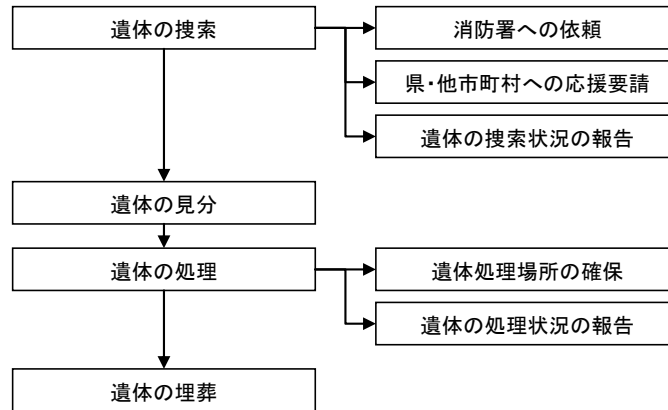 遺体の捜索
消防署への依頼
県・他市町村への応援要請
遺体の捜索状況の報告
遺体の見分
遺体の処理
遺体処理場所の確保
遺体の処理状況の報告
遺体の埋葬